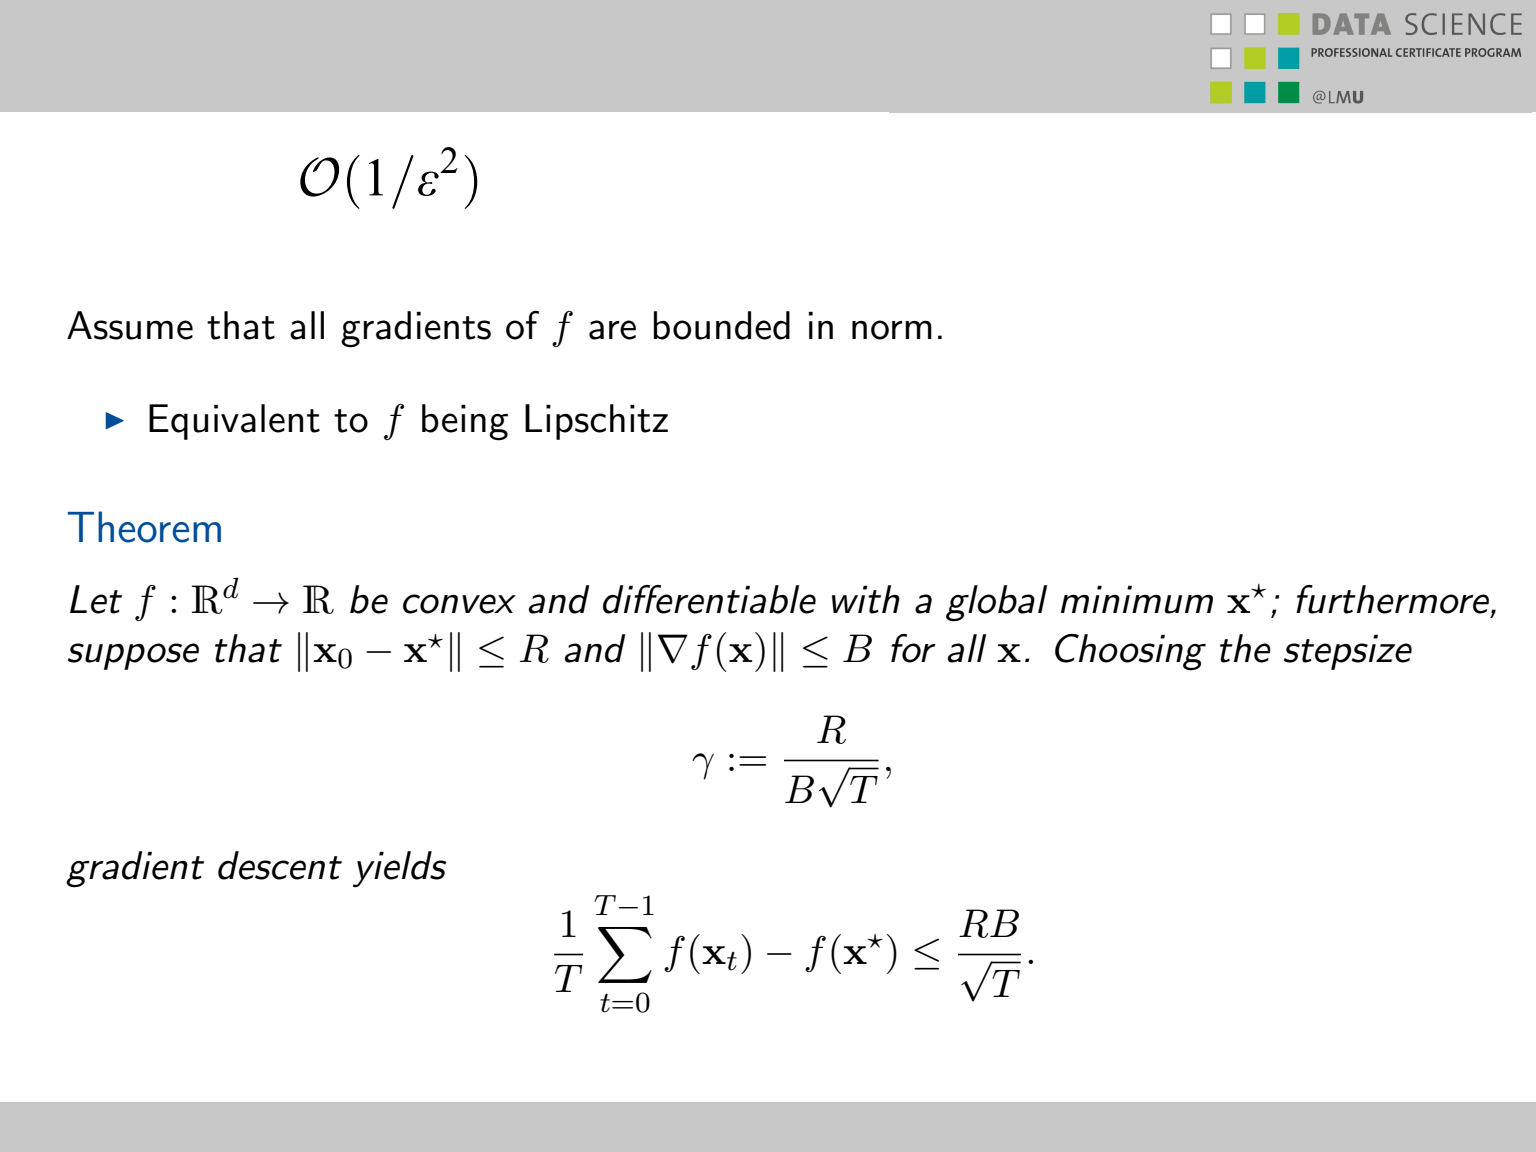 DATA SCIENCE
PROFESSIONAL CERTIFICATE PROGRAM
@LMU
𝒪(1/ε²)
Assume that all gradients of f are bounded in norm.
▶ Equivalent to f being Lipschitz
Theorem
Let f : ℝᵈ → ℝ be convex and differentiable with a global minimum x⋆; furthermore,
suppose that ‖x₀ − x⋆‖ ≤ R and ‖∇f(x)‖ ≤ B for all x. Choosing the stepsize
γ := R / (B√T),
gradient descent yields
1/T ∑_{t=0}^{T−1} f(x_t) − f(x⋆) ≤ RB / √T.